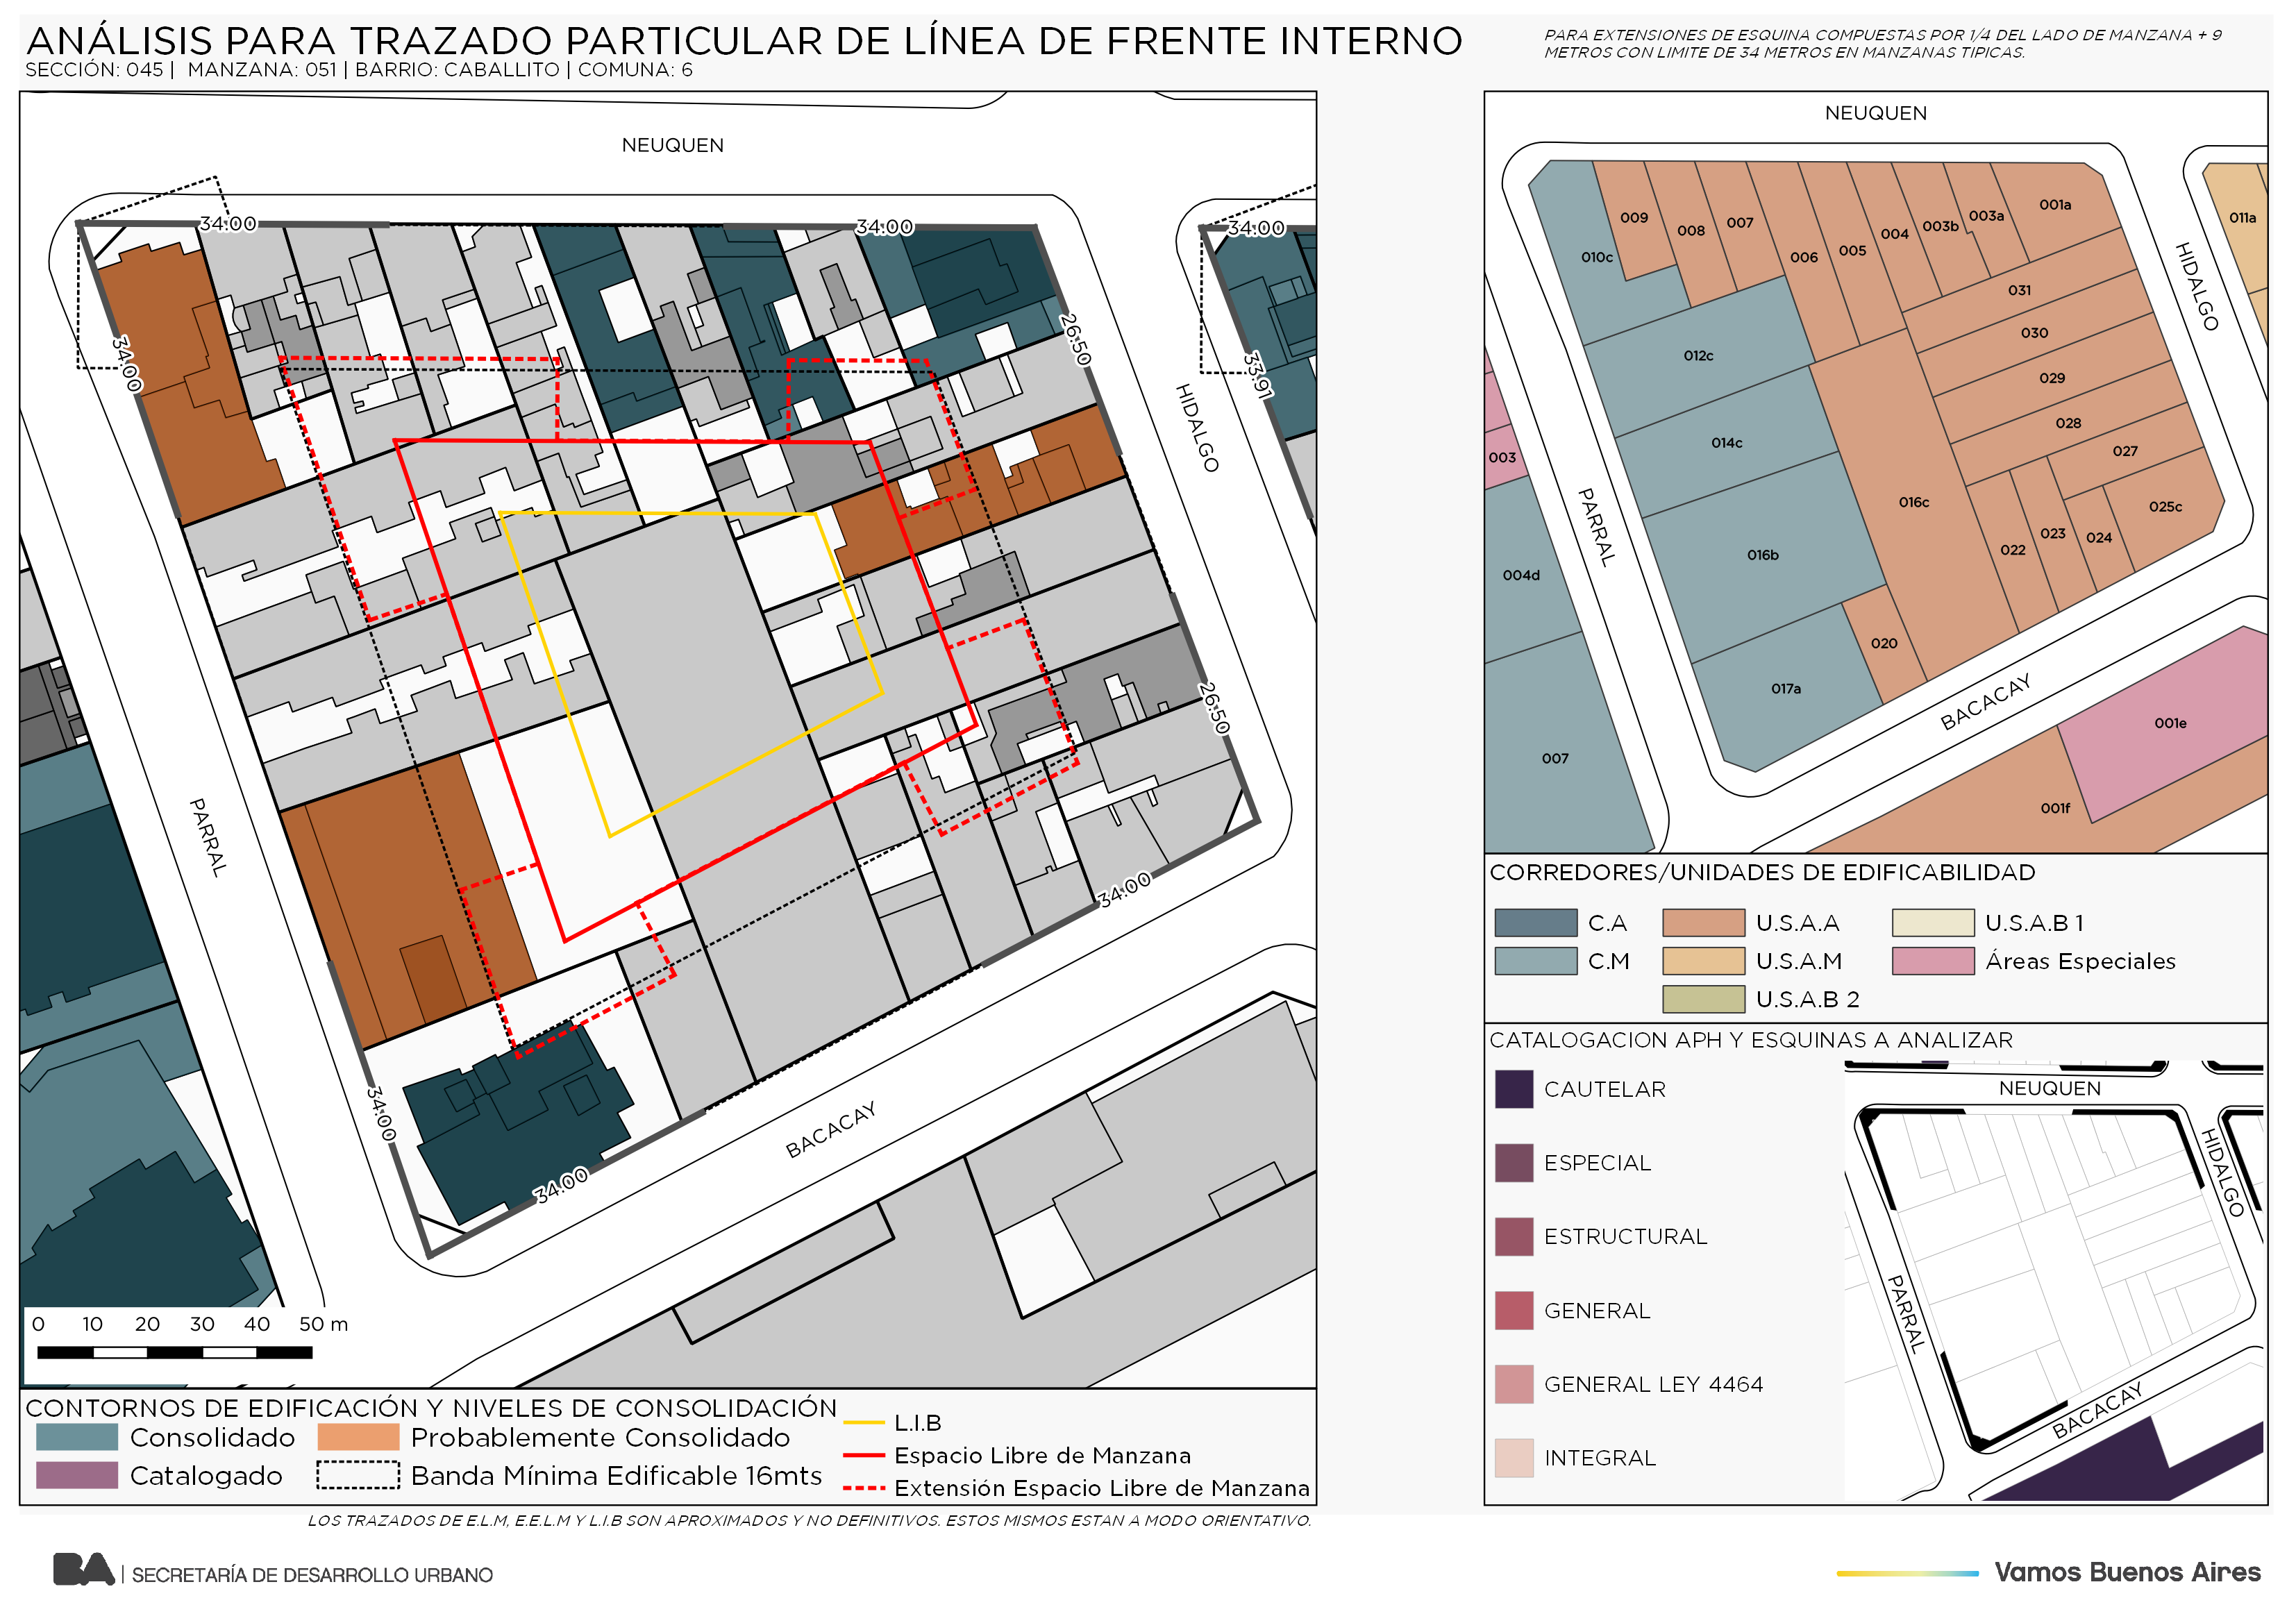 ANÁLISIS PARA TRAZADO PARTICULAR DE LÍNEA DE FRENTE INTERNO
SECCIÓN: 045 | MANZANA: 051 | BARRIO: CABALLITO | COMUNA: 6
PARA EXTENSIONES DE ESQUINA COMPUESTAS POR 1/4 DEL LADO DE MANZANA + 9
METROS CON LIMITE DE 34 METROS EN MANZANAS TIPICAS.
NEUQUEN
34:00
34:00
34:00
34:00
26:50
33:91
HIDALGO
26:50
PARRAL
34:00
34:00
34:00
BACACAY
0 10 20 30 40 50 m
CONTORNOS DE EDIFICACIÓN Y NIVELES DE CONSOLIDACIÓN
Consolidado
Probablemente Consolidado
Catalogado
Banda Mínima Edificable 16mts
L.I.B
Espacio Libre de Manzana
Extensión Espacio Libre de Manzana
LOS TRAZADOS DE E.L.M, E.E.L.M Y L.I.B SON APROXIMADOS Y NO DEFINITIVOS. ESTOS MISMOS ESTAN A MODO ORIENTATIVO.
NEUQUEN
009
008
007
006
005
004
003b
003a
001a
011a
010c
012c
014c
016b
016c
017a
020
031
030
029
028
027
025c
022
023
024
003
004d
007
001e
001f
HIDALGO
PARRAL
BACACAY
CORREDORES/UNIDADES DE EDIFICABILIDAD
C.A
U.S.A.A
U.S.A.B 1
C.M
U.S.A.M
Áreas Especiales
U.S.A.B 2
CATALOGACION APH Y ESQUINAS A ANALIZAR
CAUTELAR
ESPECIAL
ESTRUCTURAL
GENERAL
GENERAL LEY 4464
INTEGRAL
NEUQUEN
HIDALGO
PARRAL
BACACAY
BA | SECRETARÍA DE DESARROLLO URBANO
Vamos Buenos Aires